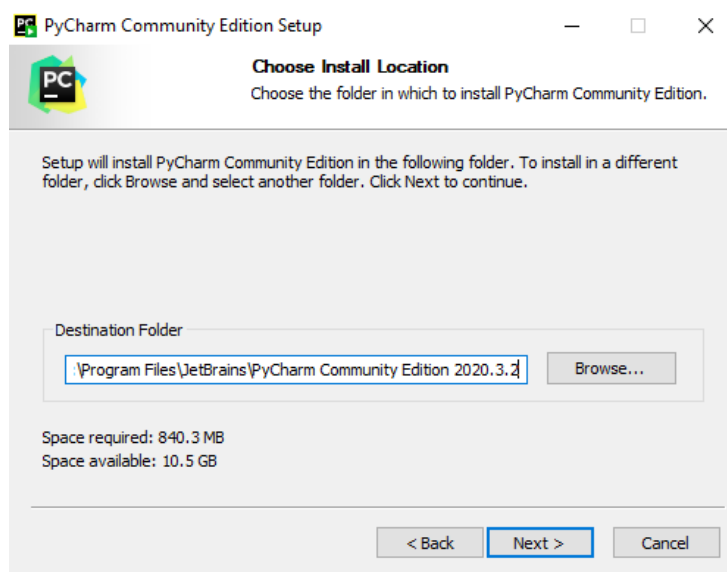 PyCharm Community Edition Setup
PC
Choose Install Location
Choose the folder in which to install PyCharm Community Edition.
Setup will install PyCharm Community Edition in the following folder. To install in a different
folder, click Browse and select another folder. Click Next to continue.
Destination Folder
:\Program Files\JetBrains\PyCharm Community Edition 2020.3.2
Browse...
Space required: 840.3 MB
Space available: 10.5 GB
< Back
Next >
Cancel